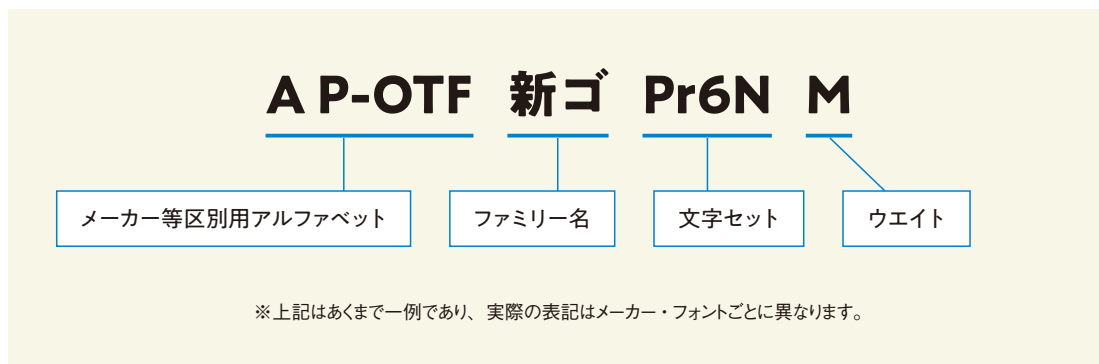 A P-OTF 新ゴ Pr6N M
メーカー等区別用アルファベット ファミリー名 文字セット ウエイト
※上記はあくまで一例であり、実際の表記はメーカー・フォントごとに異なります。